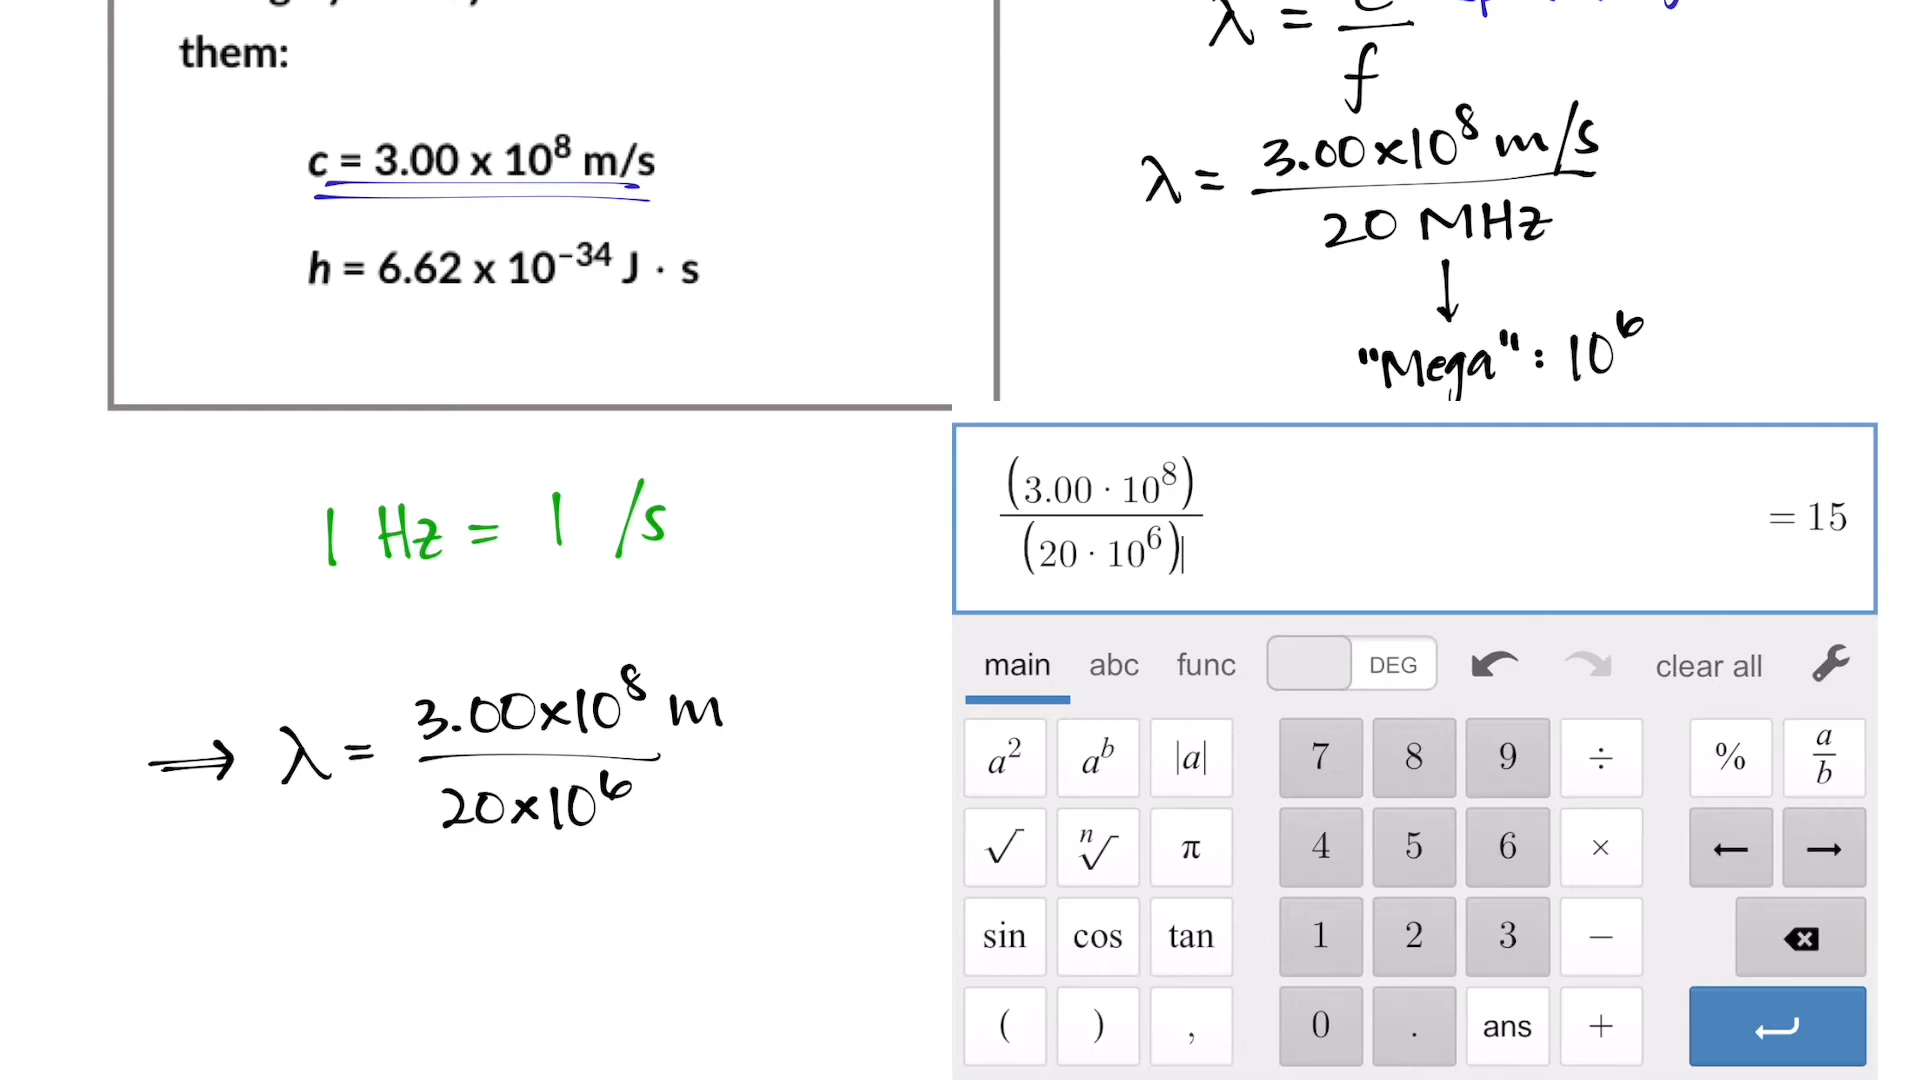 them:
c = 3.00 x 10⁸ m/s
h = 6.62 x 10⁻³⁴ J · s
λ = c/f
λ = 3.00×10⁸ m/s
20 MHz
↓
"Mega" : 10⁶
1 Hz = 1 /s
⟹ λ = 3.00×10⁸ m
20×10⁶
(3.00 · 10⁸)
(20 · 10⁶)
= 15
main abc func DEG clear all
a² aᵇ |a| 7 8 9 ÷ % a/b
√ ⁿ√ π 4 5 6 × ← →
sin cos tan 1 2 3 −
( ) , 0 . ans +